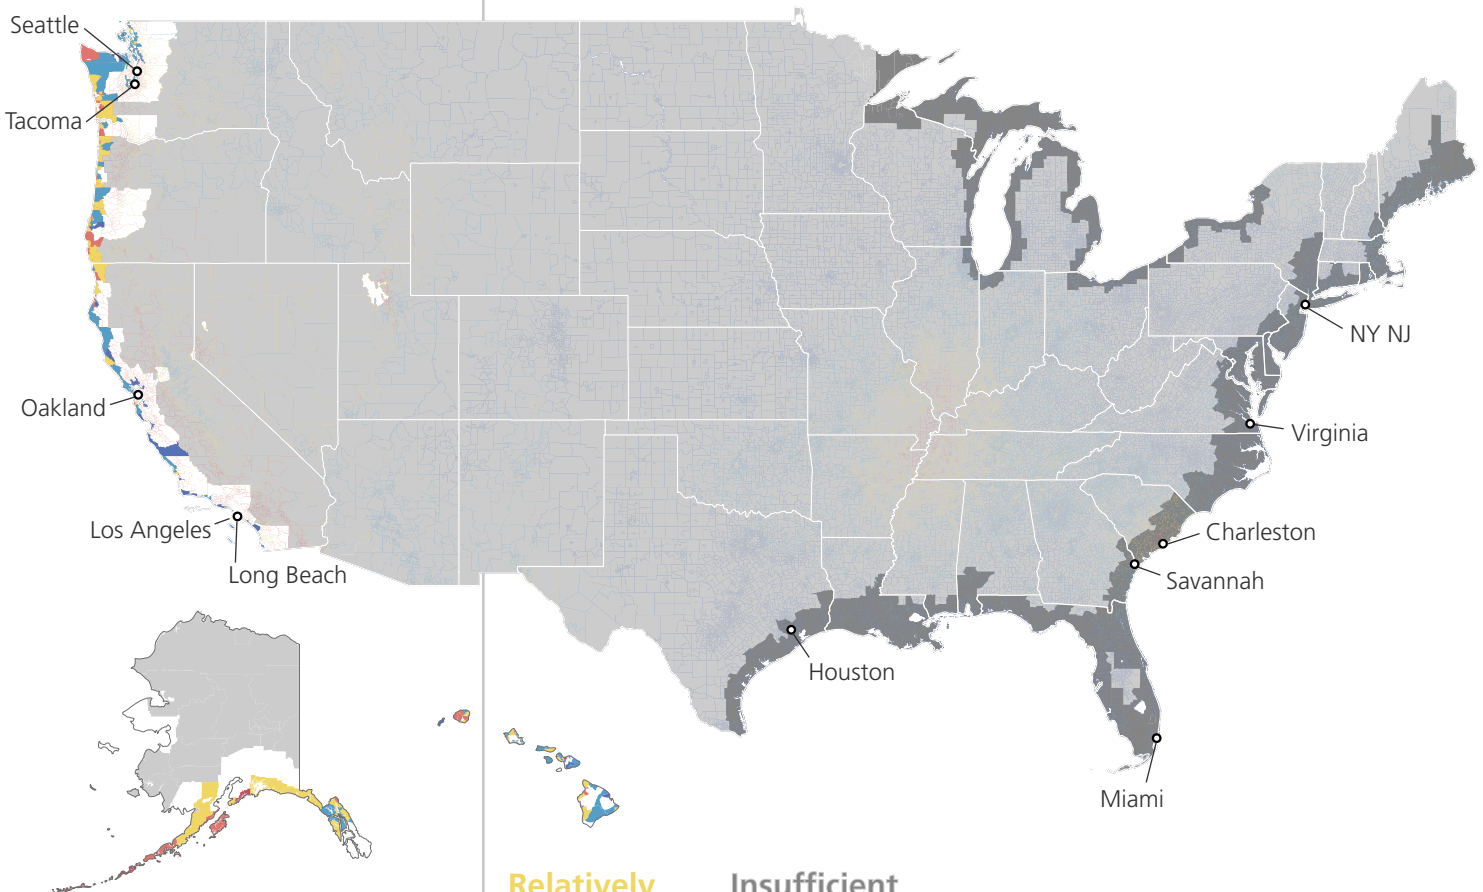 Seattle
Tacoma
NY NJ
Oakland
Virginia
Los Angeles
Charleston
Long Beach
Savannah
Houston
Miami
Relatively
Insufficient